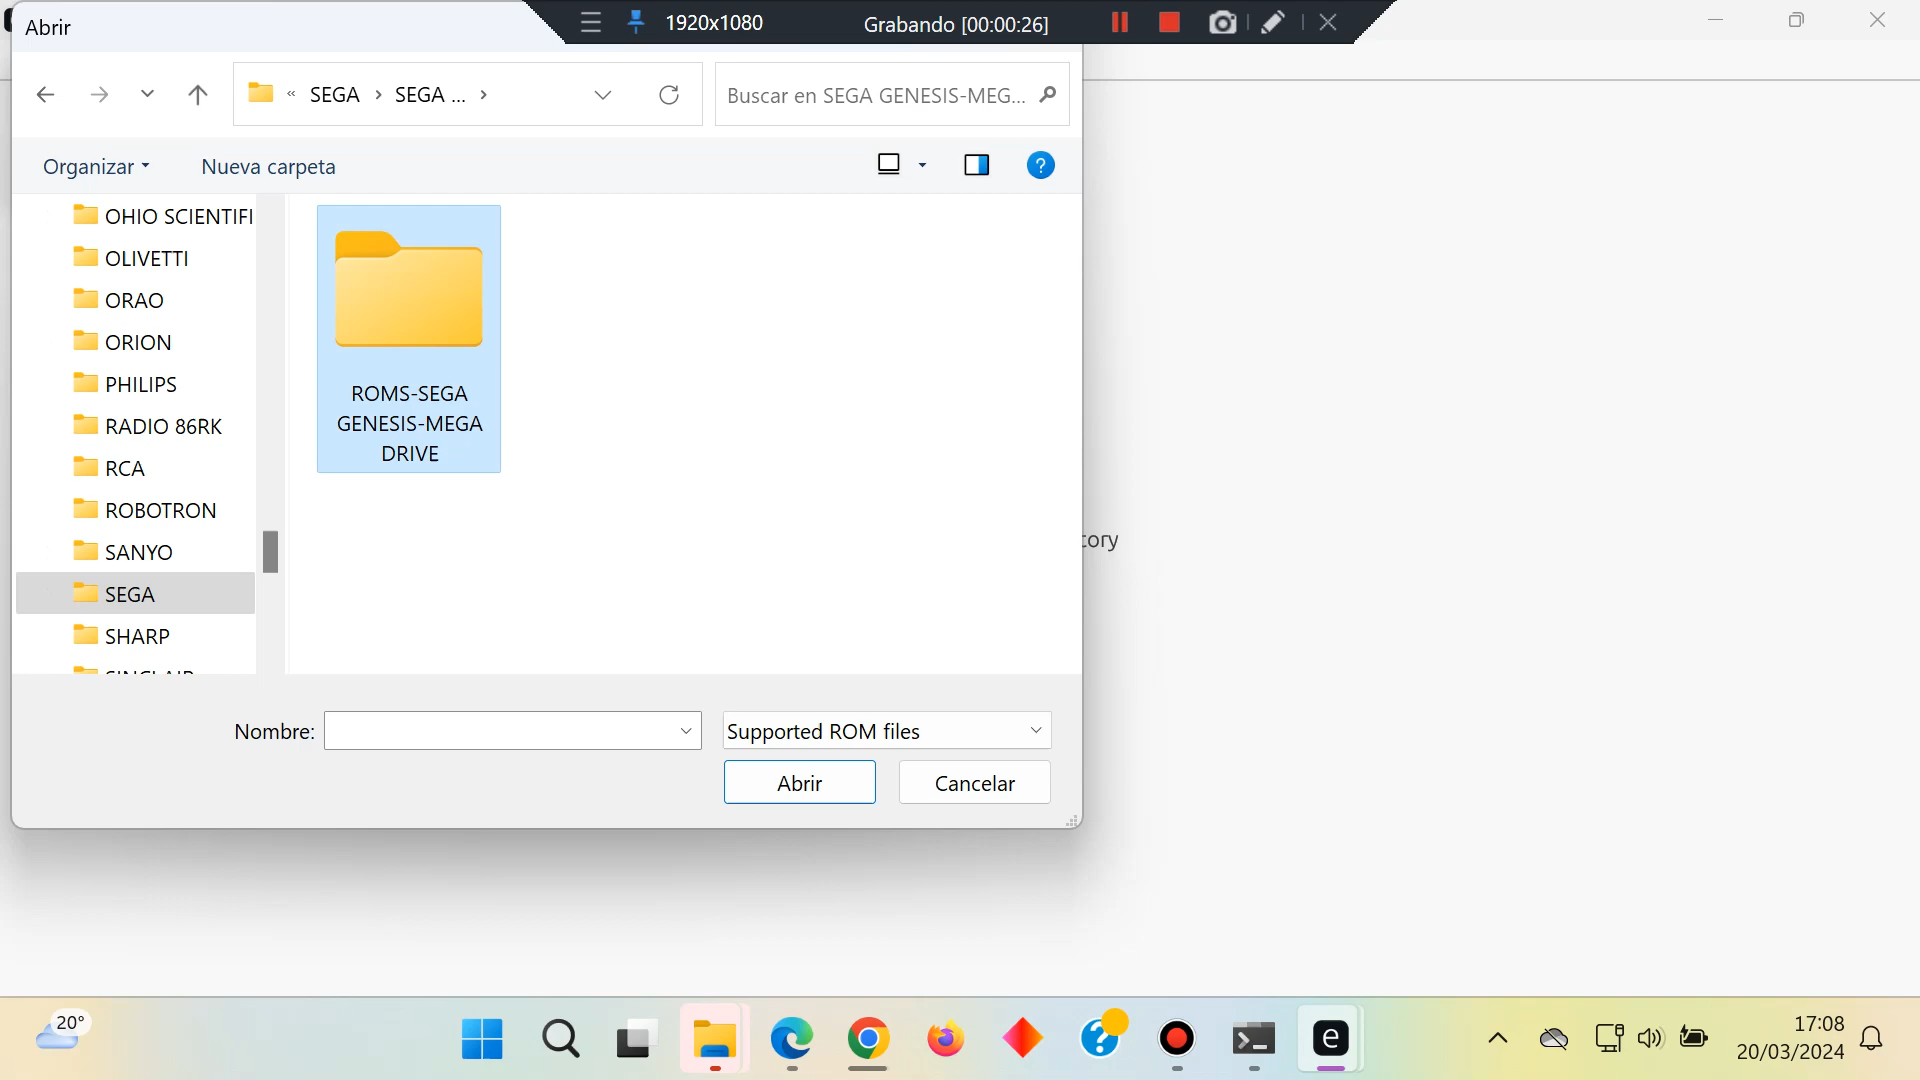 Abrir
1920x1080
Grabando [00:00:26]
« SEGA › SEGA ... ›
Buscar en SEGA GENESIS-MEG...
Organizar
Nueva carpeta
OHIO SCIENTIFI
OLIVETTI
ORAO
ORION
PHILIPS
RADIO 86RK
RCA
ROBOTRON
SANYO
SEGA
SHARP
SINCLAIR
ROMS-SEGA
GENESIS-MEGA
DRIVE
tory
Nombre:
Supported ROM files
Abrir
Cancelar
20°
17:08
20/03/2024